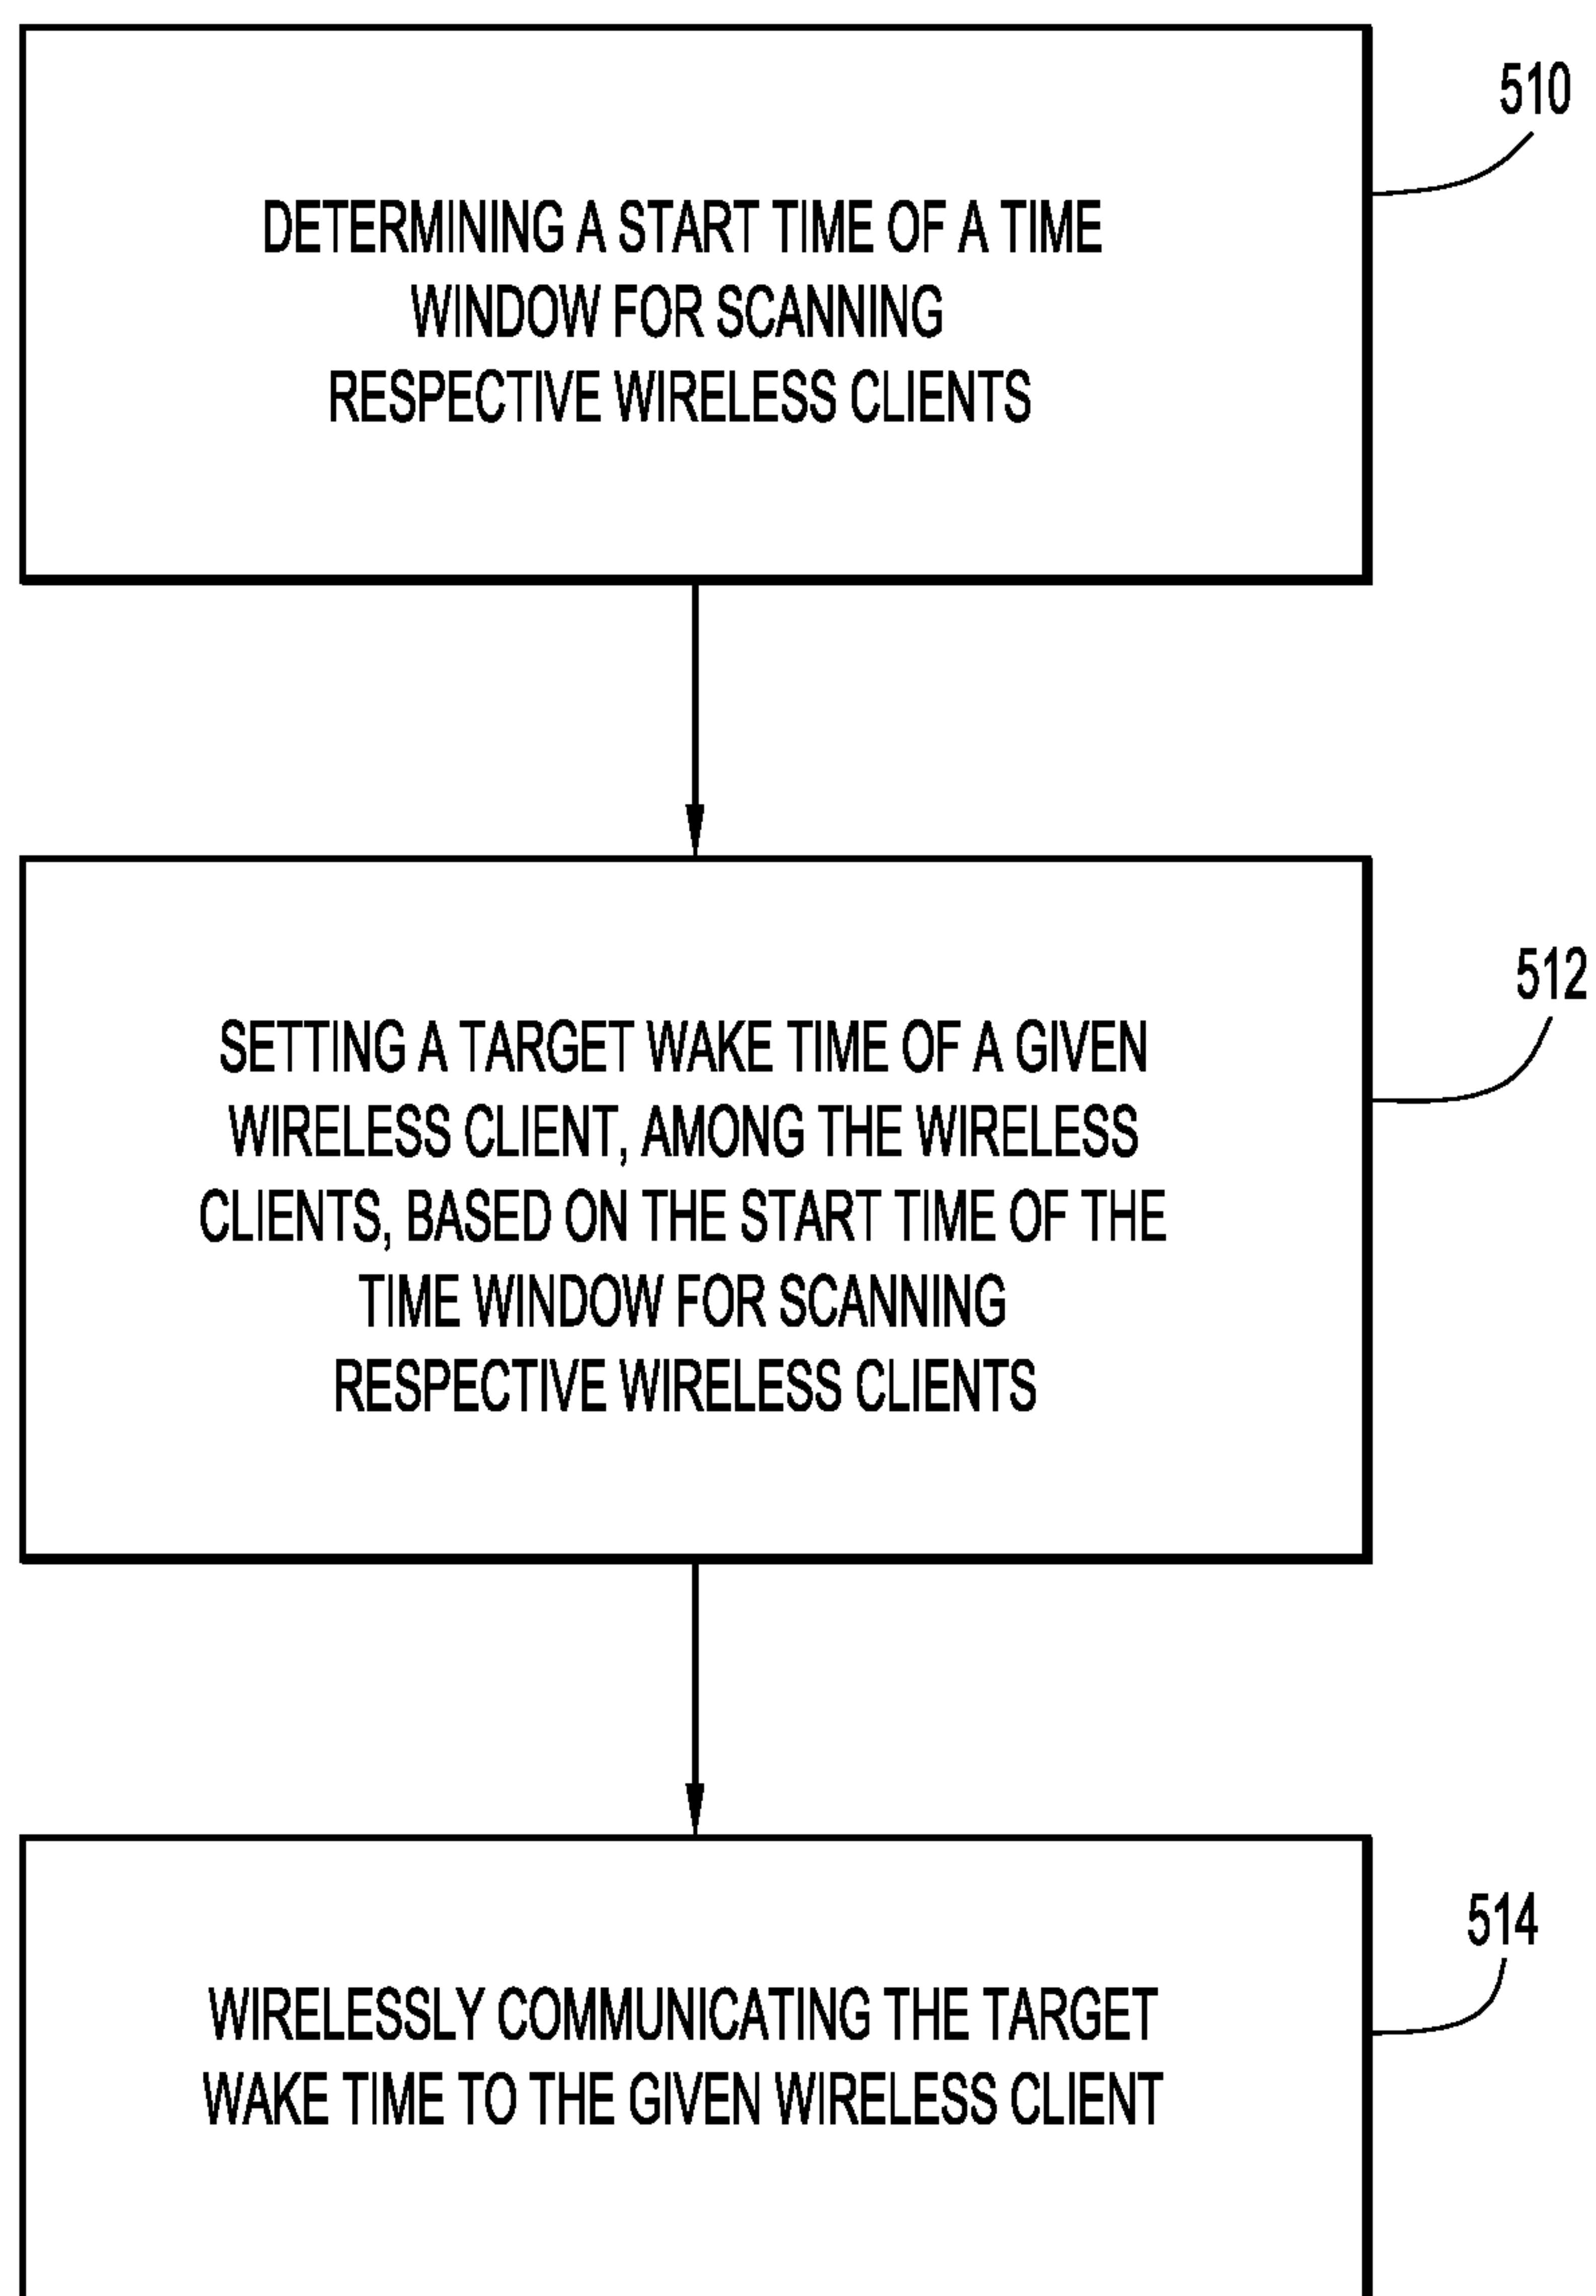 510
DETERMINING A START TIME OF A TIME
WINDOW FOR SCANNING
RESPECTIVE WIRELESS CLIENTS
512
SETTING A TARGET WAKE TIME OF A GIVEN
WIRELESS CLIENT, AMONG THE WIRELESS
CLIENTS, BASED ON THE START TIME OF THE
TIME WINDOW FOR SCANNING
RESPECTIVE WIRELESS CLIENTS
514
WIRELESSLY COMMUNICATING THE TARGET
WAKE TIME TO THE GIVEN WIRELESS CLIENT